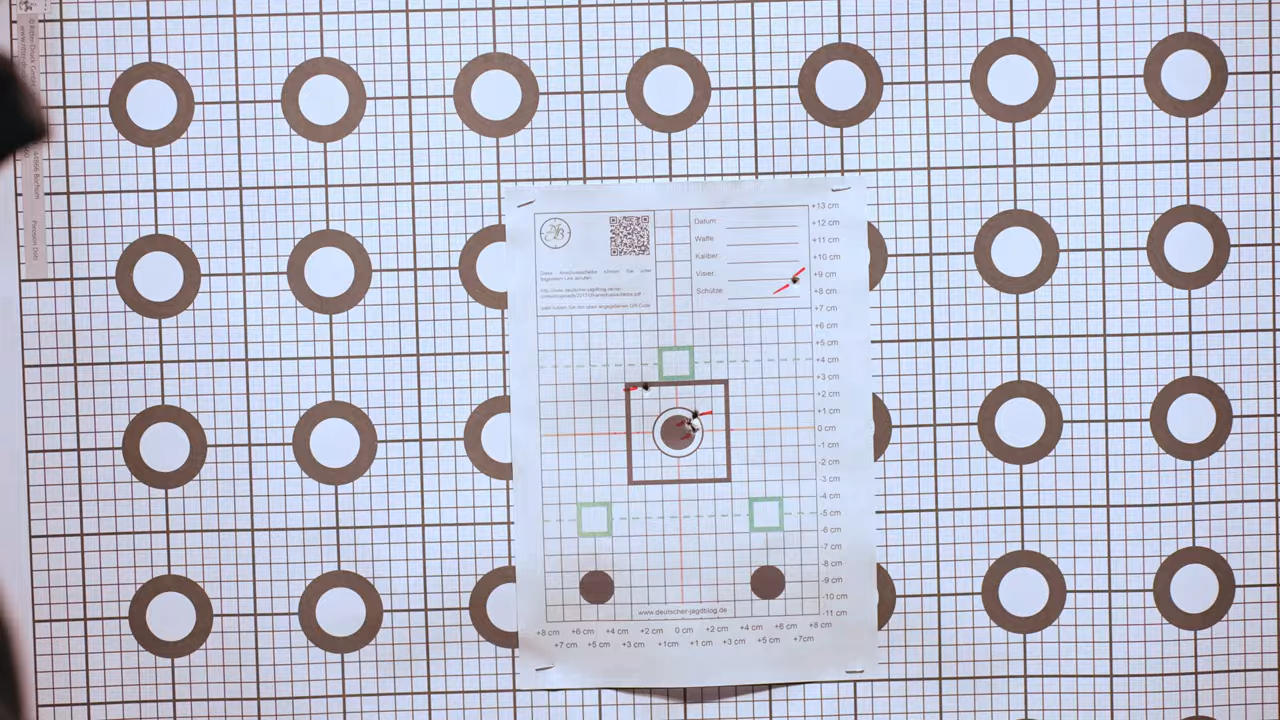 Datum:
Waffe:
Kaliber:
Visier:
Schütze:
+13 cm
+12 cm
+11 cm
+10 cm
+9 cm
+8 cm
+7 cm
+6 cm
+5 cm
+4 cm
+3 cm
+2 cm
+1 cm
0 cm
-1 cm
-2 cm
-3 cm
-4 cm
-5 cm
-6 cm
-7 cm
-8 cm
-9 cm
-10 cm
-11 cm
www.deutscher-jagdblog.de
+8 cm +6 cm +4 cm +2 cm 0 cm +2 cm +4 cm +6 cm +8 cm
+7 cm +5 cm +3 cm +1cm +1 cm +3 cm +5 cm +7cm
44866 Bochum